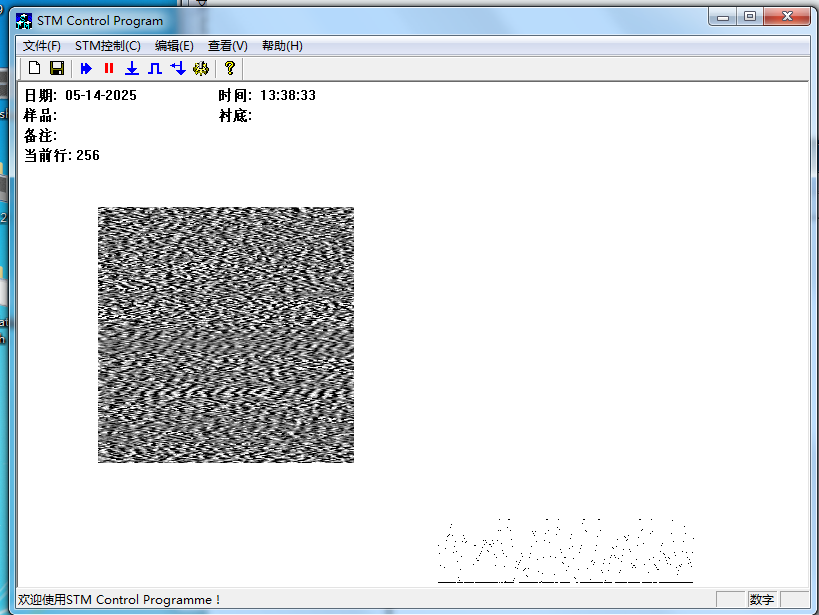 STM Control Program
文件(F) STM控制(C) 编辑(E) 查看(V) 帮助(H)
日期: 05-14-2025 时间: 13:38:33
样品: 衬底:
备注:
当前行: 256
欢迎使用STM Control Programme ! 数字